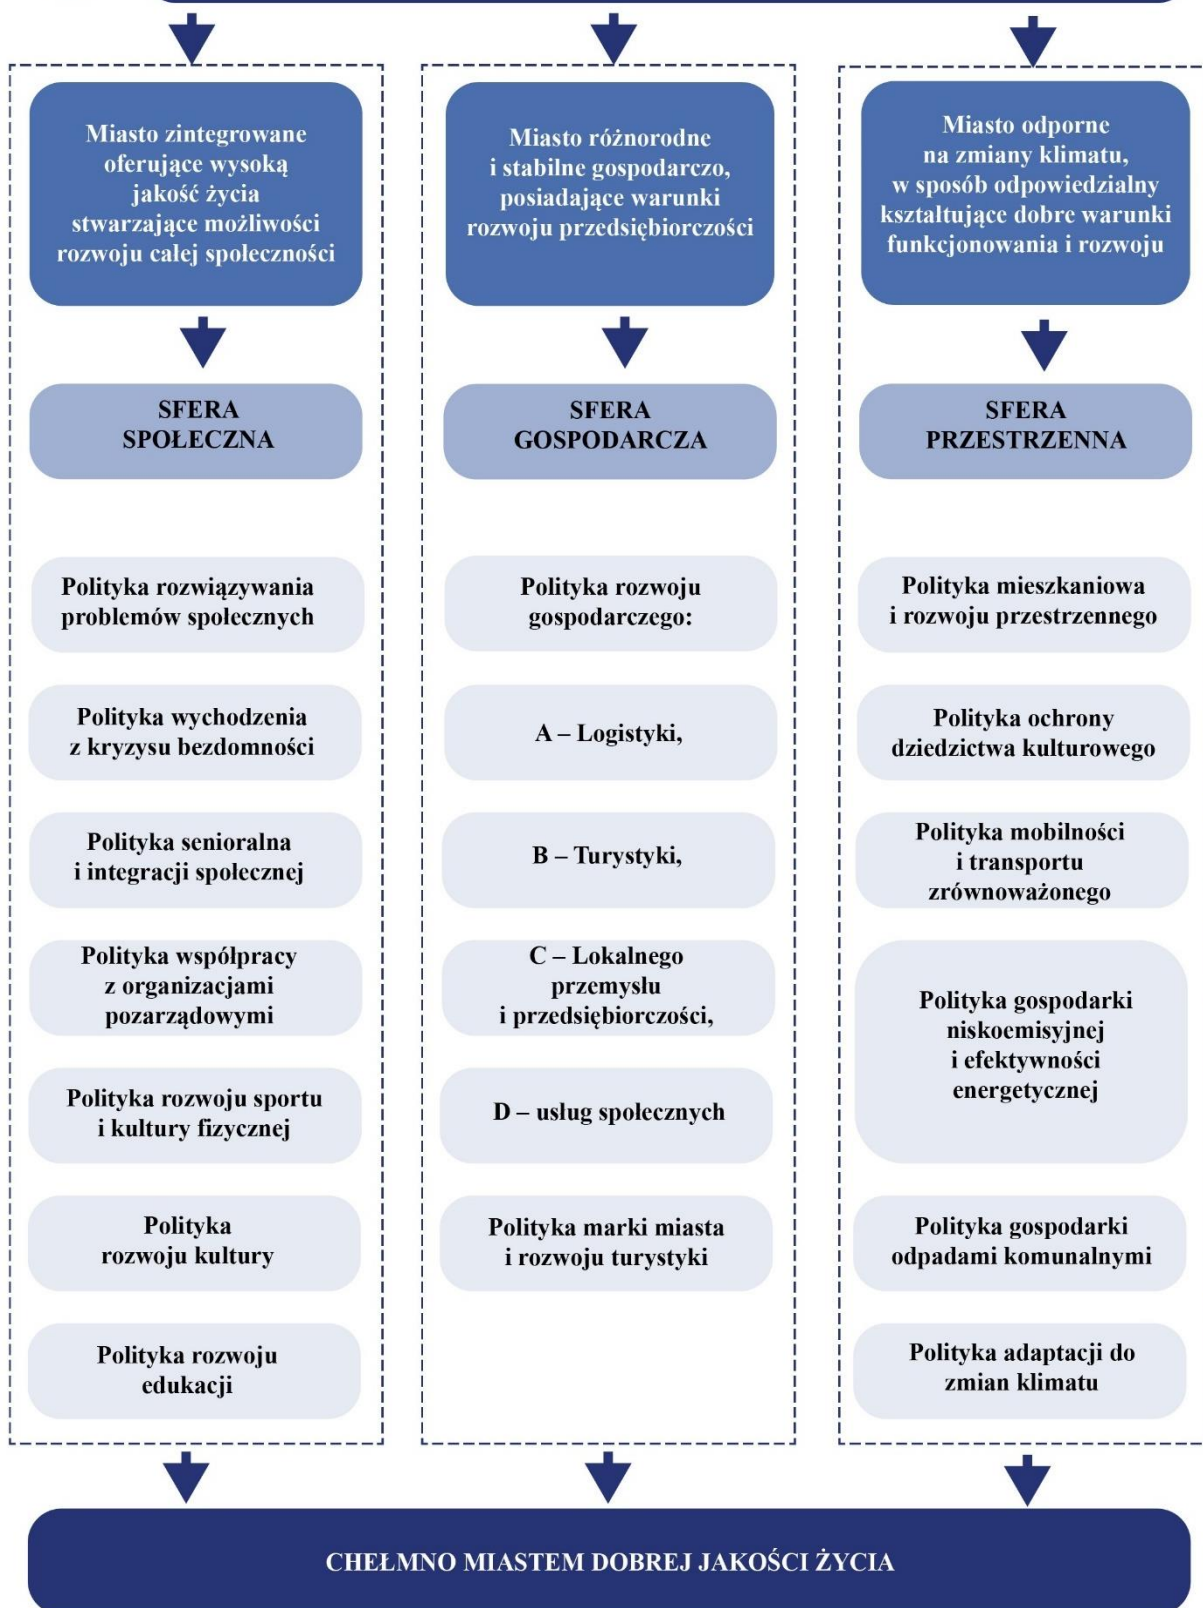 Miasto zintegrowane
oferujące wysoką
jakość życia
stwarzające możliwości
rozwoju całej społeczności
SFERA
SPOŁECZNA
Polityka rozwiązywania
problemów społecznych
Polityka wychodzenia
z kryzysu bezdomności
Polityka senioralna
i integracji społecznej
Polityka współpracy
z organizacjami
pozarządowymi
Polityka rozwoju sportu
i kultury fizycznej
Polityka
rozwoju kultury
Polityka rozwoju
edukacji
Miasto różnorodne
i stabilne gospodarczo,
posiadające warunki
rozwoju przedsiębiorczości
SFERA
GOSPODARCZA
Polityka rozwoju
gospodarczego:
A – Logistyki,
B – Turystyki,
C – Lokalnego
przemysłu
i przedsiębiorczości,
D – usług społecznych
Polityka marki miasta
i rozwoju turystyki
Miasto odporne
na zmiany klimatu,
w sposób odpowiedzialny
kształtujące dobre warunki
funkcjonowania i rozwoju
SFERA
PRZESTRZENNA
Polityka mieszkaniowa
i rozwoju przestrzennego
Polityka ochrony
dziedzictwa kulturowego
Polityka mobilności
i transportu
zrównoważonego
Polityka gospodarki
niskoemisyjnej
i efektywności
energetycznej
Polityka gospodarki
odpadami komunalnymi
Polityka adaptacji do
zmian klimatu
CHEŁMNO MIASTEM DOBREJ JAKOŚCI ŻYCIA